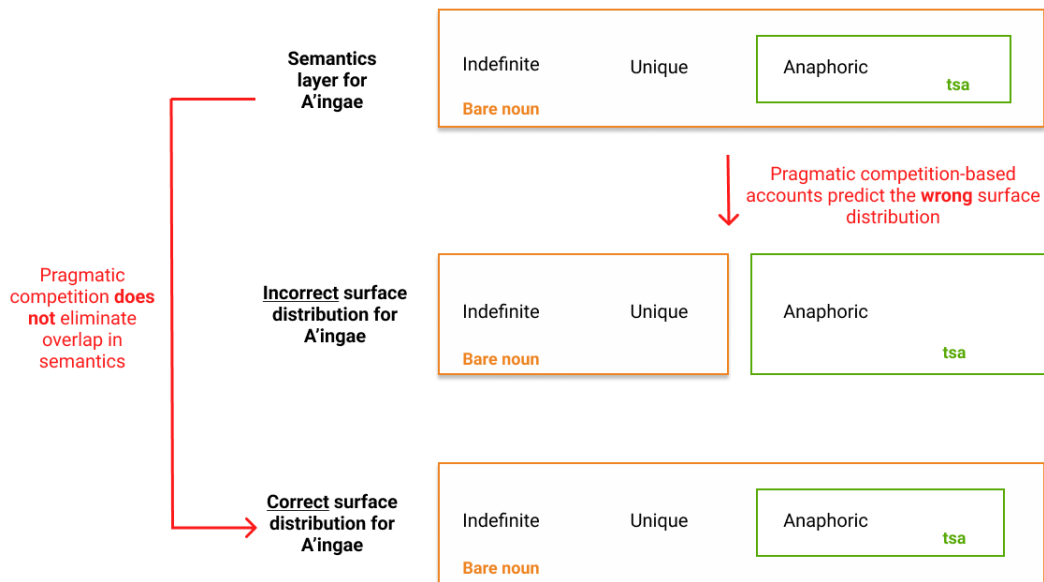 Semantics
layer for
A'ingae
Indefinite
Unique
Anaphoric
tsa
Bare noun
Pragmatic competition-based
accounts predict the wrong surface
distribution
Pragmatic
competition does
not eliminate
overlap in
semantics
Incorrect surface
distribution for
A'ingae
Indefinite
Unique
Anaphoric
tsa
Bare noun
Correct surface
distribution for
A'ingae
Indefinite
Unique
Anaphoric
tsa
Bare noun